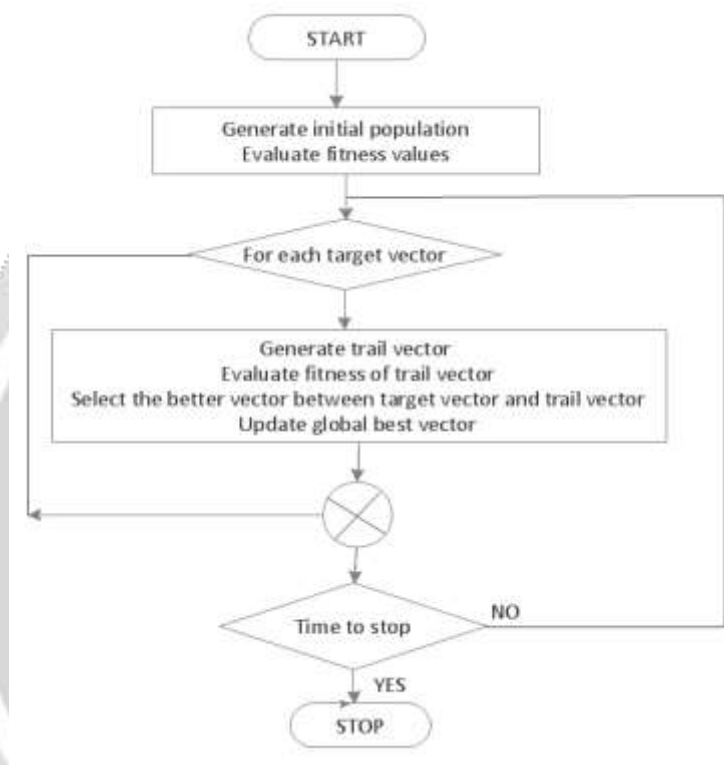 START
Generate initial population
Evaluate fitness values
For each target vector
Generate trail vector
Evaluate fitness of trail vector
Select the better vector between target vector and trail vector
Update global best vector
Time to stop
NO
YES
STOP